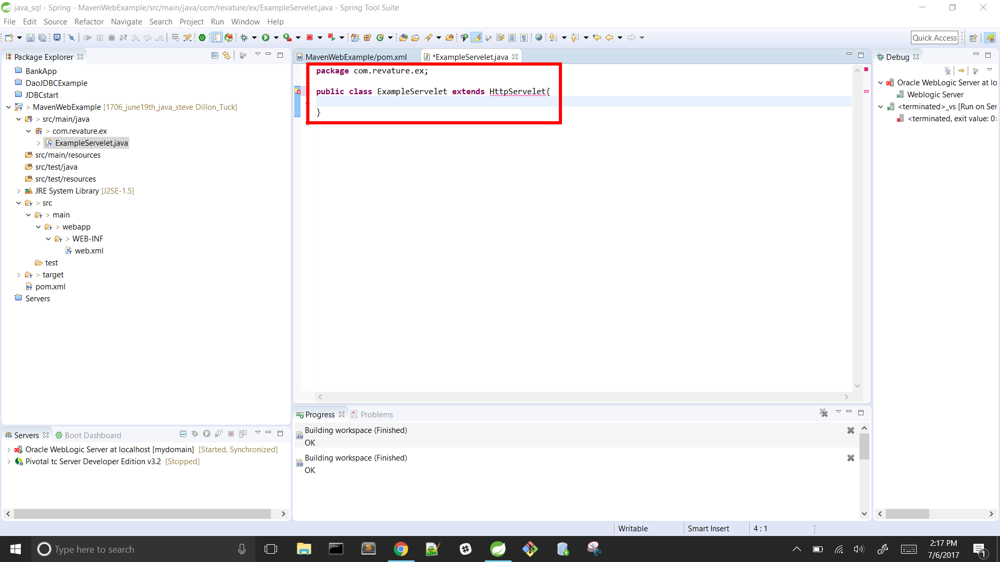 java_sql - Spring - MavenWebExample/src/main/java/com/revature/ex/ExampleServelet.java - Spring Tool Suite
File Edit Source Refactor Navigate Search Project Run Window Help
Quick Access
Package Explorer
BankApp
DaoJDBCExample
JDBCstart
> MavenWebExample [1706_june19th_java_steve Dillon_Tuck]
> src/main/java
> com.revature.ex
ExampleServelet.java
src/main/resources
src/test/java
src/test/resources
JRE System Library [J2SE-1.5]
> src
> main
> webapp
> WEB-INF
web.xml
test
> target
pom.xml
Servers
MavenWebExample/pom.xml *ExampleServelet.java
package com.revature.ex;
public class ExampleServelet extends HttpServelet{
}
Debug
Oracle WebLogic Server at lo
Weblogic Server
<terminated>_vs [Run on Ser
<terminated, exit value: 0>
Servers Boot Dashboard
Oracle WebLogic Server at localhost [mydomain] [Started, Synchronized]
Pivotal tc Server Developer Edition v3.2 [Stopped]
Progress Problems
Building workspace (Finished)
OK
Building workspace (Finished)
OK
Writable Smart Insert 4 : 1
Type here to search
2:17 PM
7/6/2017
1